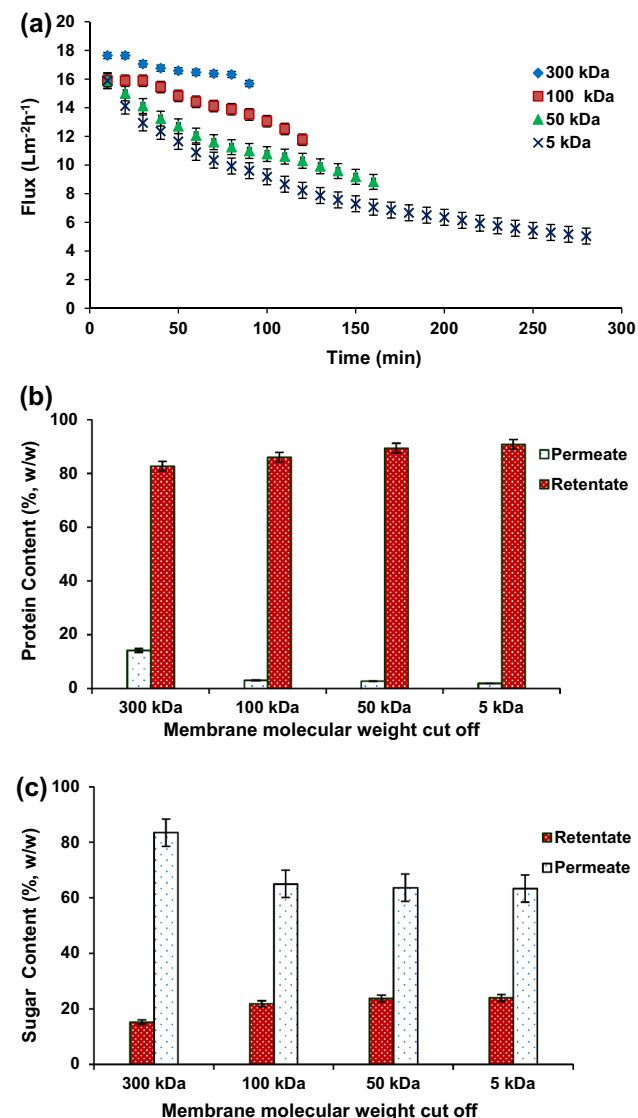 (a)
20
18
16
14
12
10
8
6
4
2
0
Flux (Lm⁻²h⁻¹)
0 50 100 150 200 250 300
Time (min)
300 kDa
100 kDa
50 kDa
5 kDa
(b)
100
80
60
40
20
0
Protein Content (%, w/w)
Permeate
Retentate
300 kDa 100 kDa 50 kDa 5 kDa
Membrane molecular weight cut off
(c)
100
80
60
40
20
0
Sugar Content (%, w/w)
Retentate
Permeate
300 kDa 100 kDa 50 kDa 5 kDa
Membrane molecular weight cut off